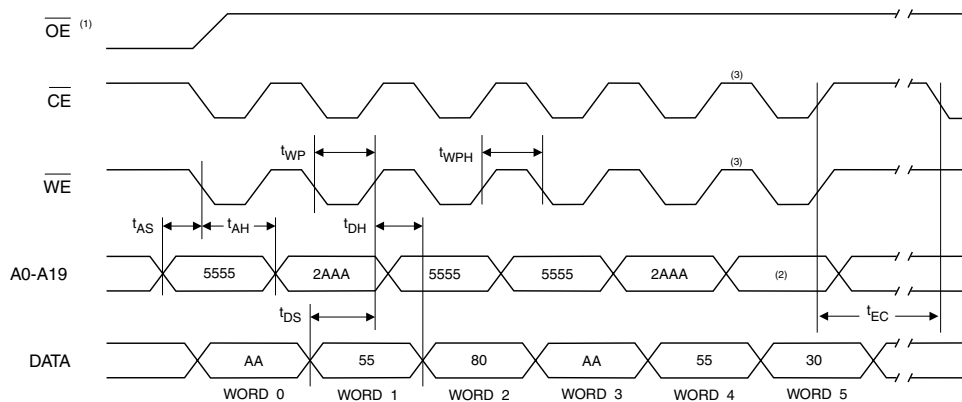 OE (1)
CE (3)
tWP tWPH
WE (3)
tAS tAH tDH
A0-A19 5555 2AAA 5555 5555 2AAA (2)
tDS tEC
DATA AA 55 80 AA 55 30
WORD 0 WORD 1 WORD 2 WORD 3 WORD 4 WORD 5